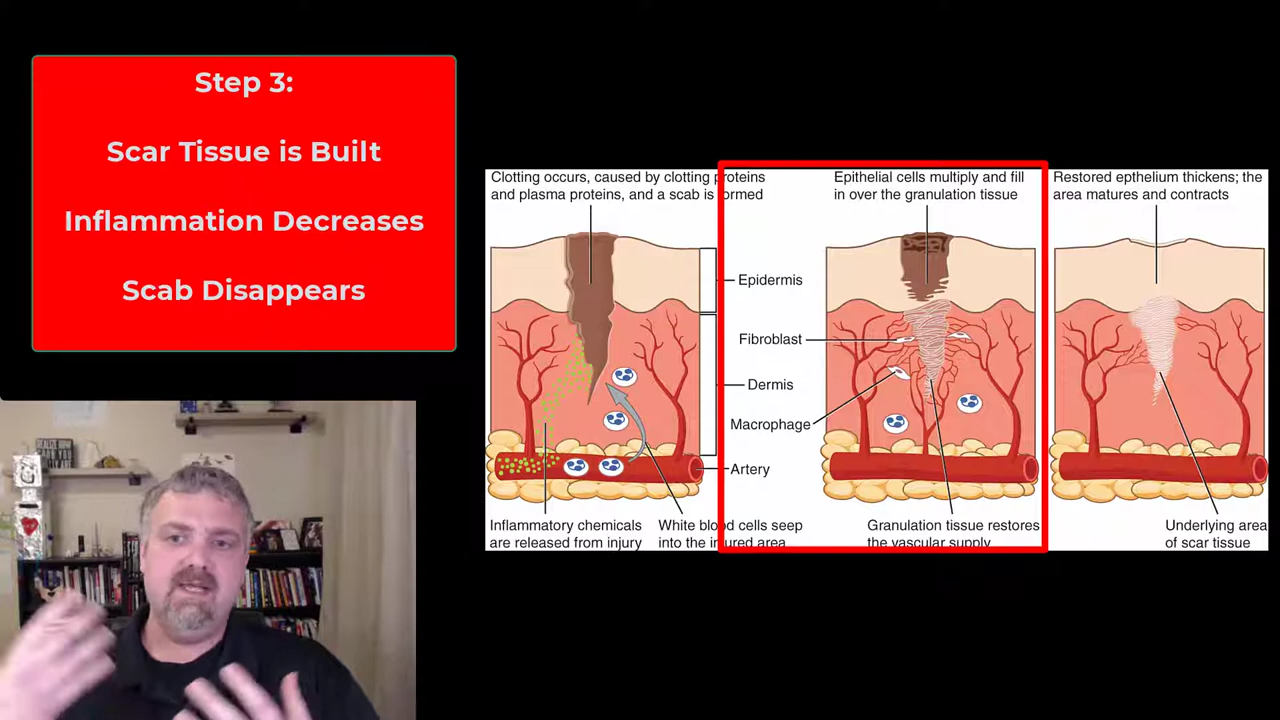 Step 3:
Scar Tissue is Built
Inflammation Decreases
Scab Disappears
Clotting occurs, caused by clotting proteins
and plasma proteins, and a scab is formed
Epithelial cells multiply and fill
in over the granulation tissue
Restored epthelium thickens; the
area matures and contracts
Epidermis
Fibroblast
Dermis
Macrophage
Artery
Inflammatory chemicals
are released from injury
White blood cells seep
into the injured area
Granulation tissue restores
the vascular supply
Underlying area
of scar tissue